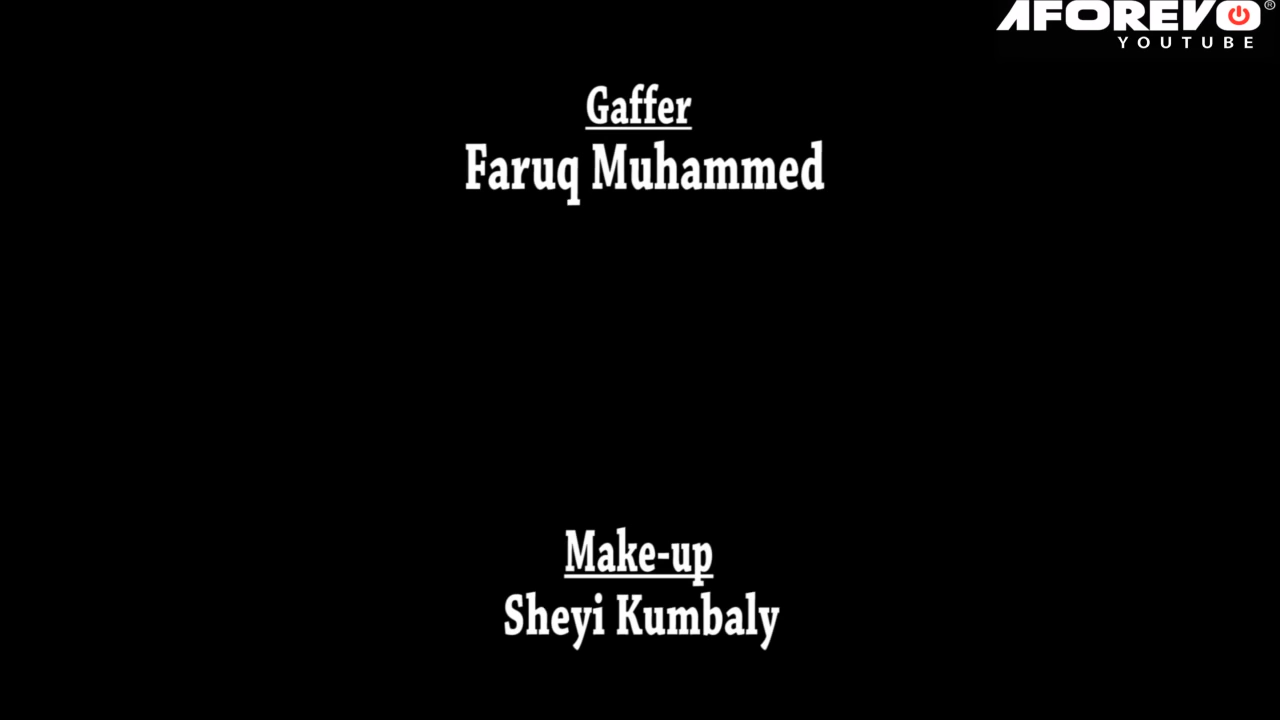 AFOREVO®
YOUTUBE
Gaffer
Faruq Muhammed
Make-up
Sheyi Kumbaly